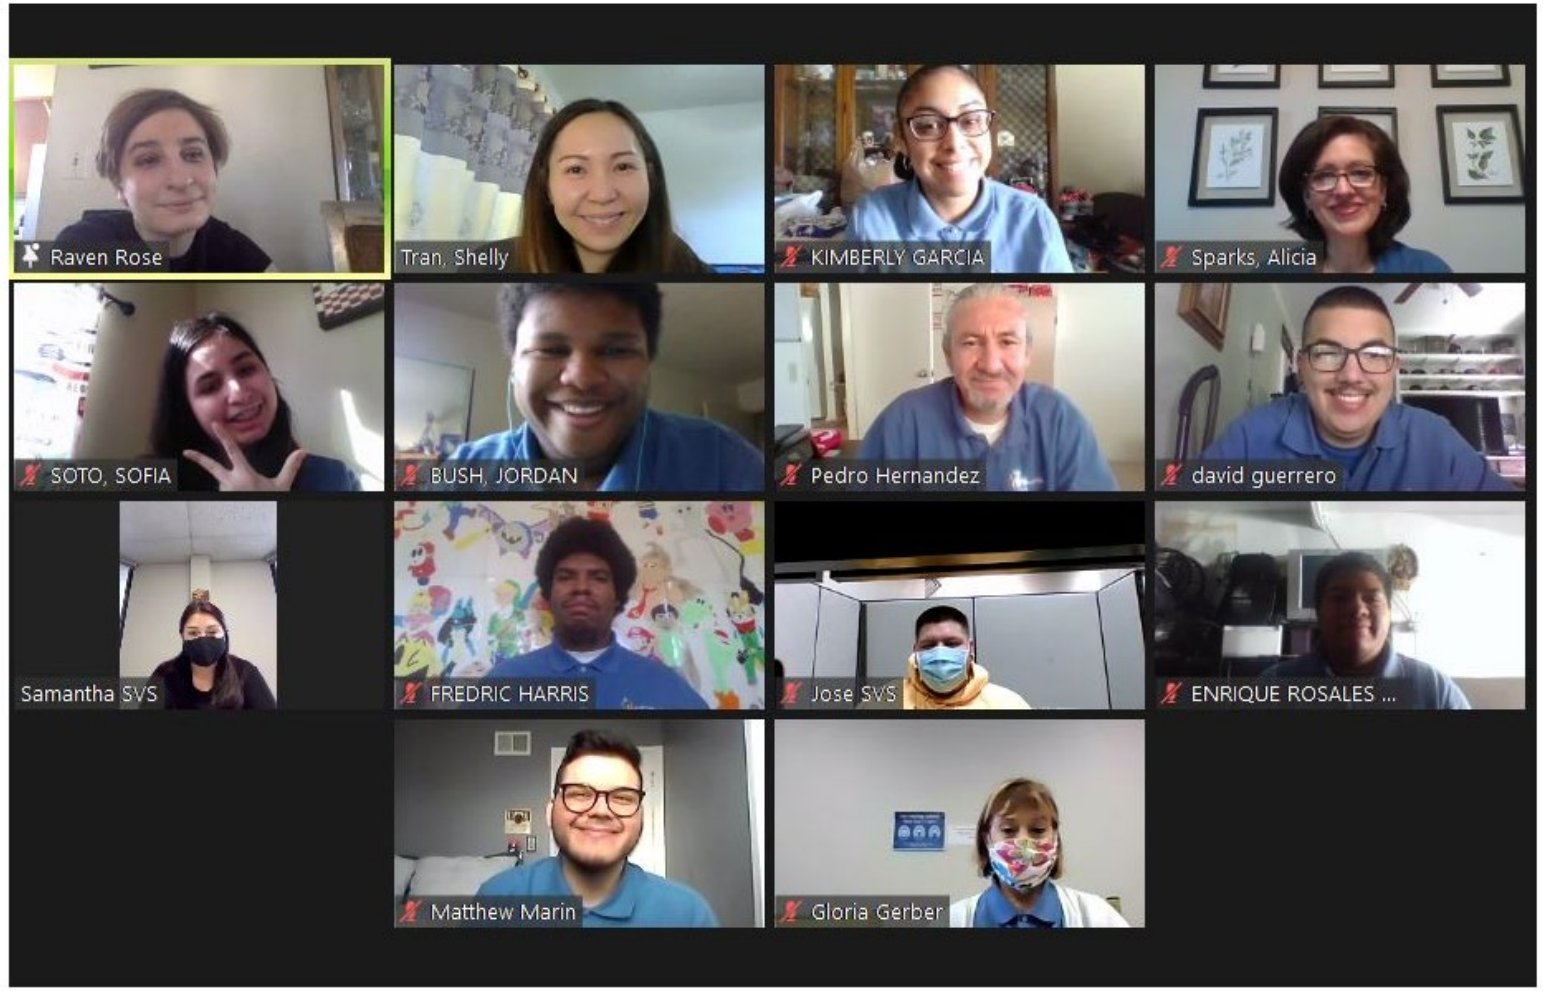 Raven Rose
Tran, Shelly
KIMBERLY GARCIA
Sparks, Alicia
SOTO, SOFIA
BUSH, JORDAN
Pedro Hernandez
david guerrero
Samantha SVS
FREDRIC HARRIS
Jose SVS
ENRIQUE ROSALES ...
Matthew Marin
Gloria Gerber